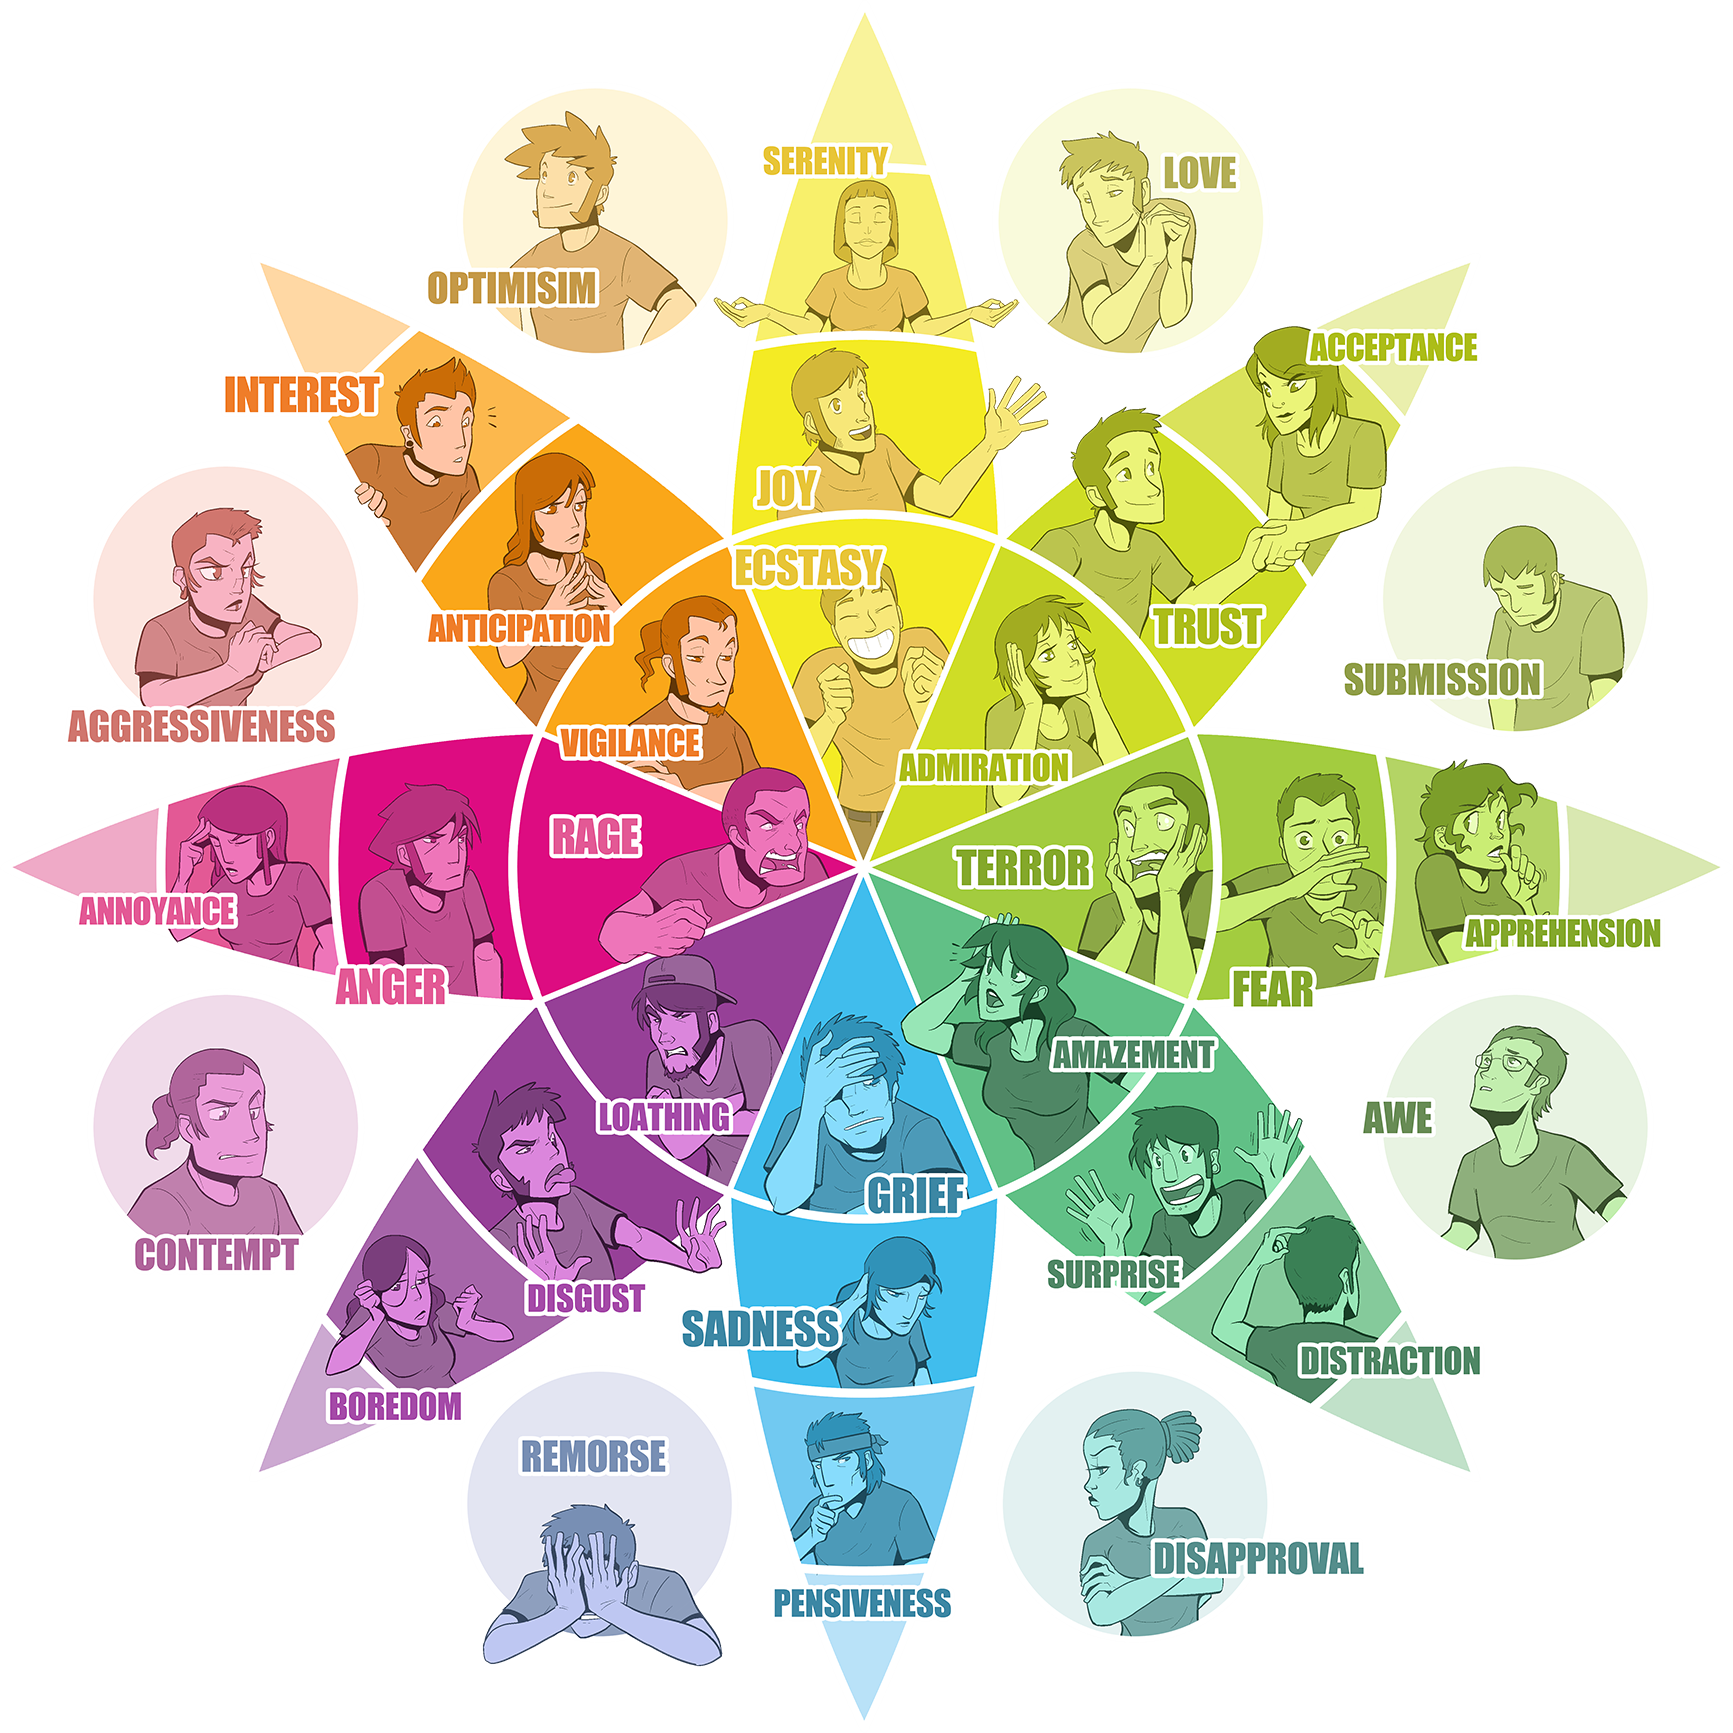 SERENITY
LOVE
OPTIMISIM
ACCEPTANCE
INTEREST
JOY
ECSTASY
ANTICIPATION
TRUST
SUBMISSION
AGGRESSIVENESS
VIGILANCE
ADMIRATION
RAGE
TERROR
ANNOYANCE
APPREHENSION
ANGER
FEAR
AMAZEMENT
LOATHING
AWE
GRIEF
CONTEMPT
SURPRISE
DISGUST
SADNESS
DISTRACTION
BOREDOM
REMORSE
DISAPPROVAL
PENSIVENESS